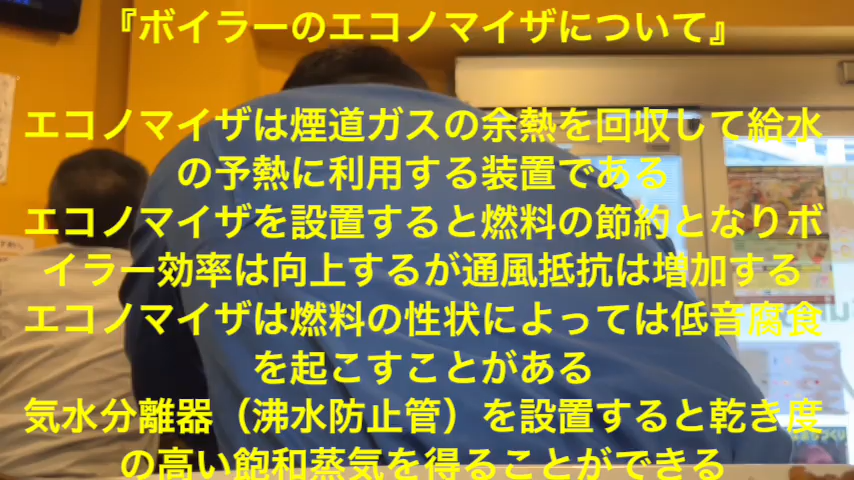 『ボイラーのエコノマイザについて』
エコノマイザは煙道ガスの余熱を回収して給水
の予熱に利用する装置である
エコノマイザを設置すると燃料の節約となりボ
イラー効率は向上するが通風抵抗は増加する
エコノマイザは燃料の性状によっては低音腐食
を起こすことがある
気水分離器（沸水防止管）を設置すると乾き度
の高い飽和蒸気を得ることができる